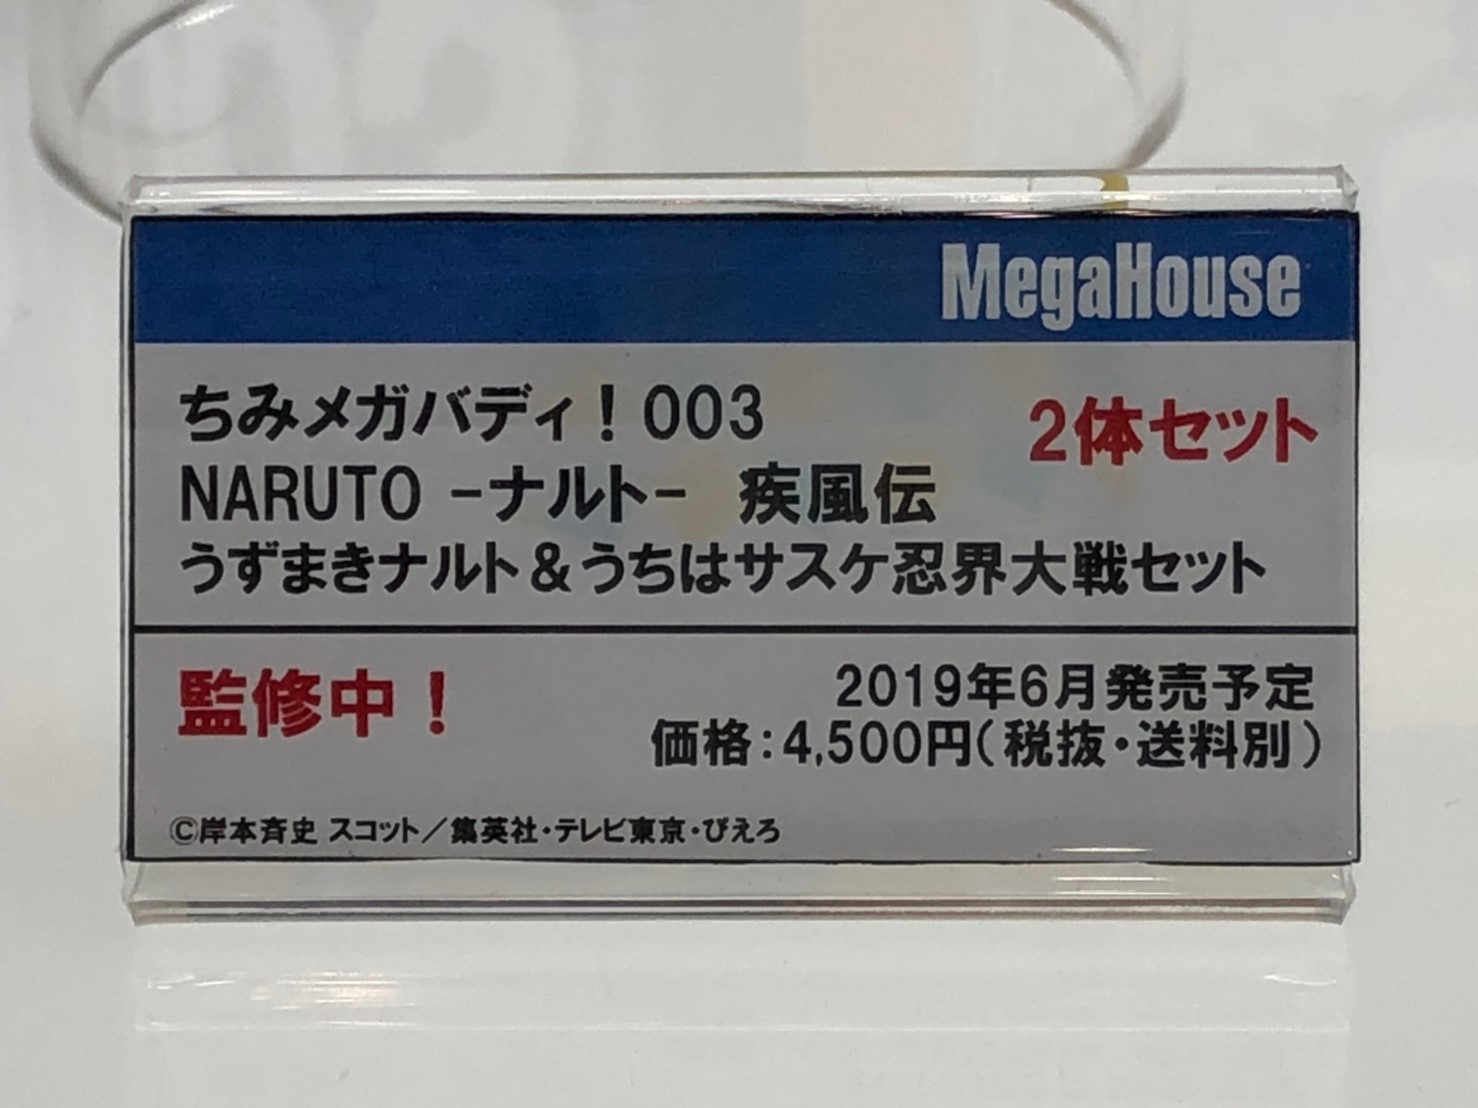 MegaHouse
ちみメガバディ！003
2体セット
NARUTO -ナルト- 疾風伝
うずまきナルト＆うちはサスケ忍界大戦セット
監修中！
2019年6月発売予定
価格：4,500円（税抜・送料別）
©岸本斉史 スコット／集英社・テレビ東京・ぴえろ